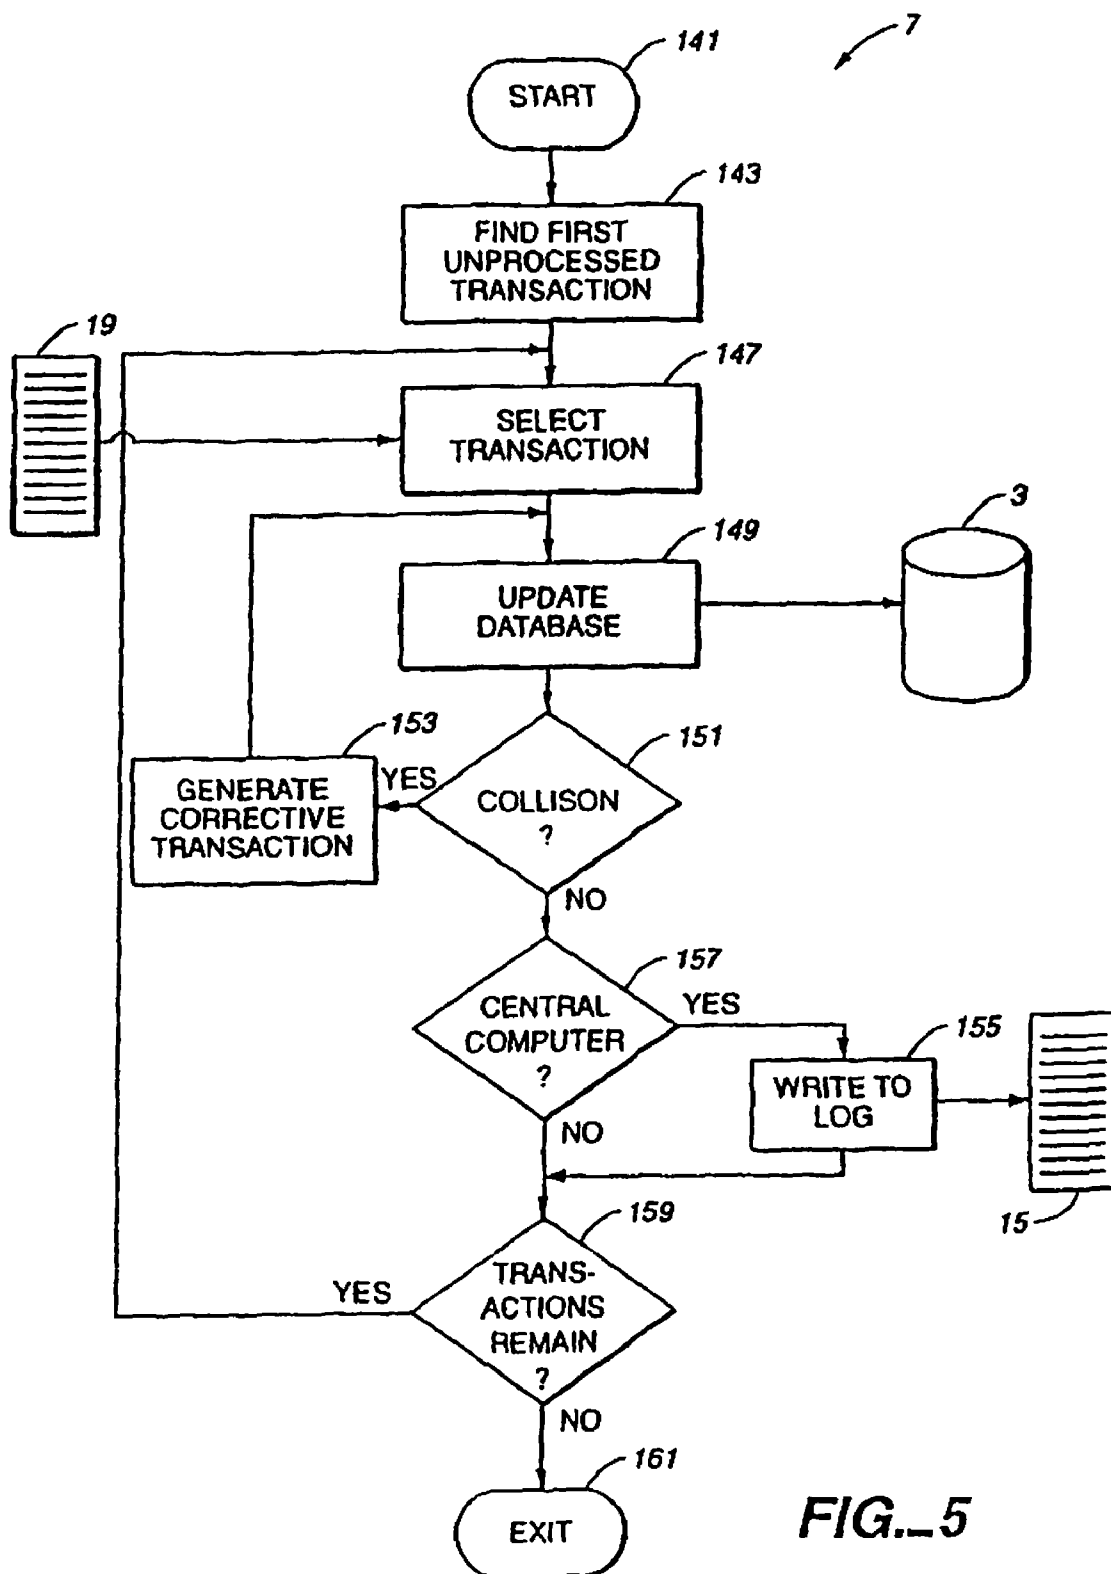 7
141
START
143
FIND FIRST
UNPROCESSED
TRANSACTION
19
147
SELECT
TRANSACTION
3
149
UPDATE
DATABASE
153
151
GENERATE
CORRECTIVE
TRANSACTION
YES
COLLISON
?
NO
157
CENTRAL
COMPUTER
?
YES
155
WRITE TO
LOG
NO
15
159
TRANS-
ACTIONS
REMAIN
?
YES
NO
161
EXIT
FIG._5